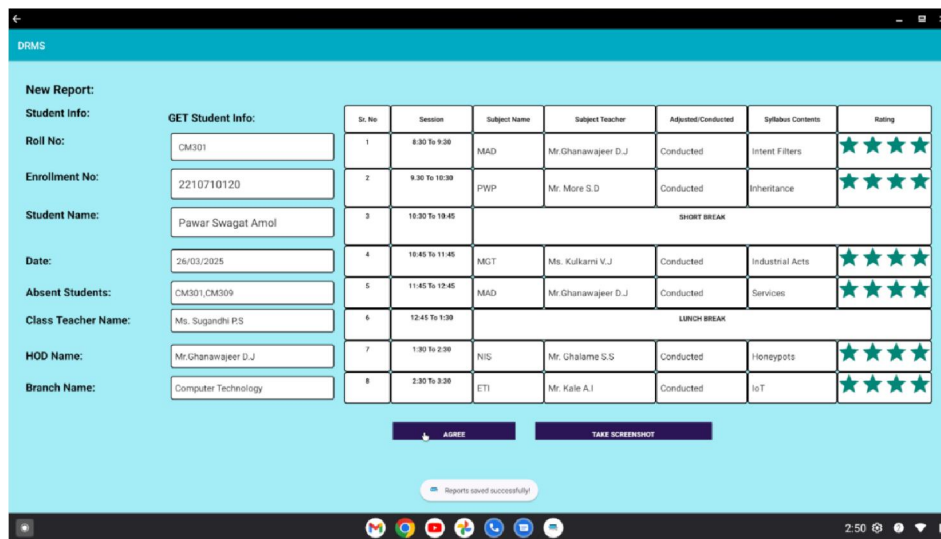 DRMS
New Report:
Student Info:
GET Student Info:
Roll No:
CM301
Enrollment No:
2210710120
Student Name:
Pawar Swagat Amol
Date:
26/03/2025
Absent Students:
CM301,CM309
Class Teacher Name:
Ms. Sugandhi P.S
HOD Name:
Mr.Ghanawajeer D.J
Branch Name:
Computer Technology
Sr. No Session Subject Name Subject Teacher Adjusted/Conducted Syllabus Contents Rating
1 8:30 To 9:30 MAD Mr.Ghanawajeer D.J Conducted Intent Filters
2 9.30 To 10:30 PWP Mr. More S.D Conducted Inheritance
3 10:30 To 10:45 SHORT BREAK
4 10:45 To 11:45 MGT Ms. Kulkarni V.J Conducted Industrial Acts
5 11:45 To 12:45 MAD Mr.Ghanawajeer D.J Conducted Services
6 12:45 To 1:30 LUNCH BREAK
7 1:30 To 2:30 NIS Mr. Ghalame S.S Conducted Honeypots
8 2:30 To 3:20 ETI Mr. Kale A.I Conducted IoT
AGREE
TAKE SCREENSHOT
Reports saved successfully!
2:50